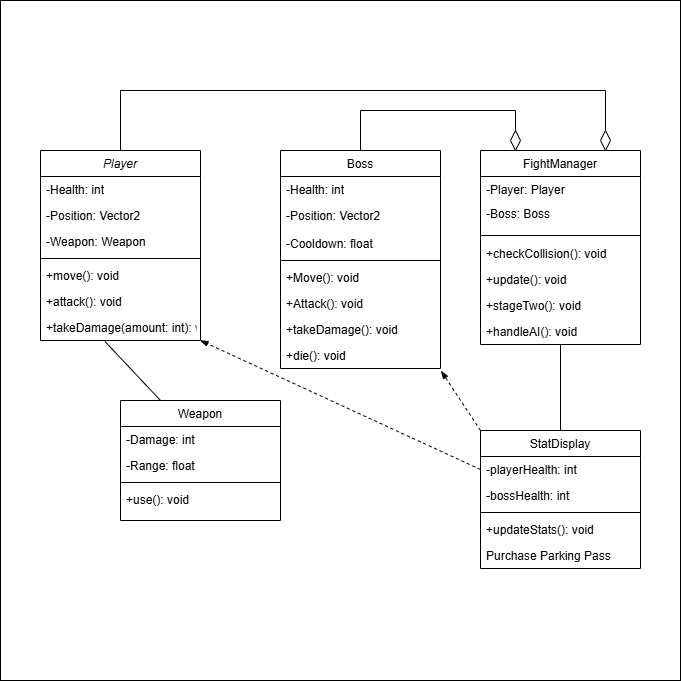 Player
-Health: int
-Position: Vector2
-Weapon: Weapon
+move(): void
+attack(): void
+takeDamage(amount: int):
Boss
-Health: int
-Position: Vector2
-Cooldown: float
+Move(): void
+Attack(): void
+takeDamage(): void
+die(): void
FightManager
-Player: Player
-Boss: Boss
+checkCollision(): void
+update(): void
+stageTwo(): void
+handleAI(): void
Weapon
-Damage: int
-Range: float
+use(): void
StatDisplay
-playerHealth: int
-bossHealth: int
+updateStats(): void
Purchase Parking Pass